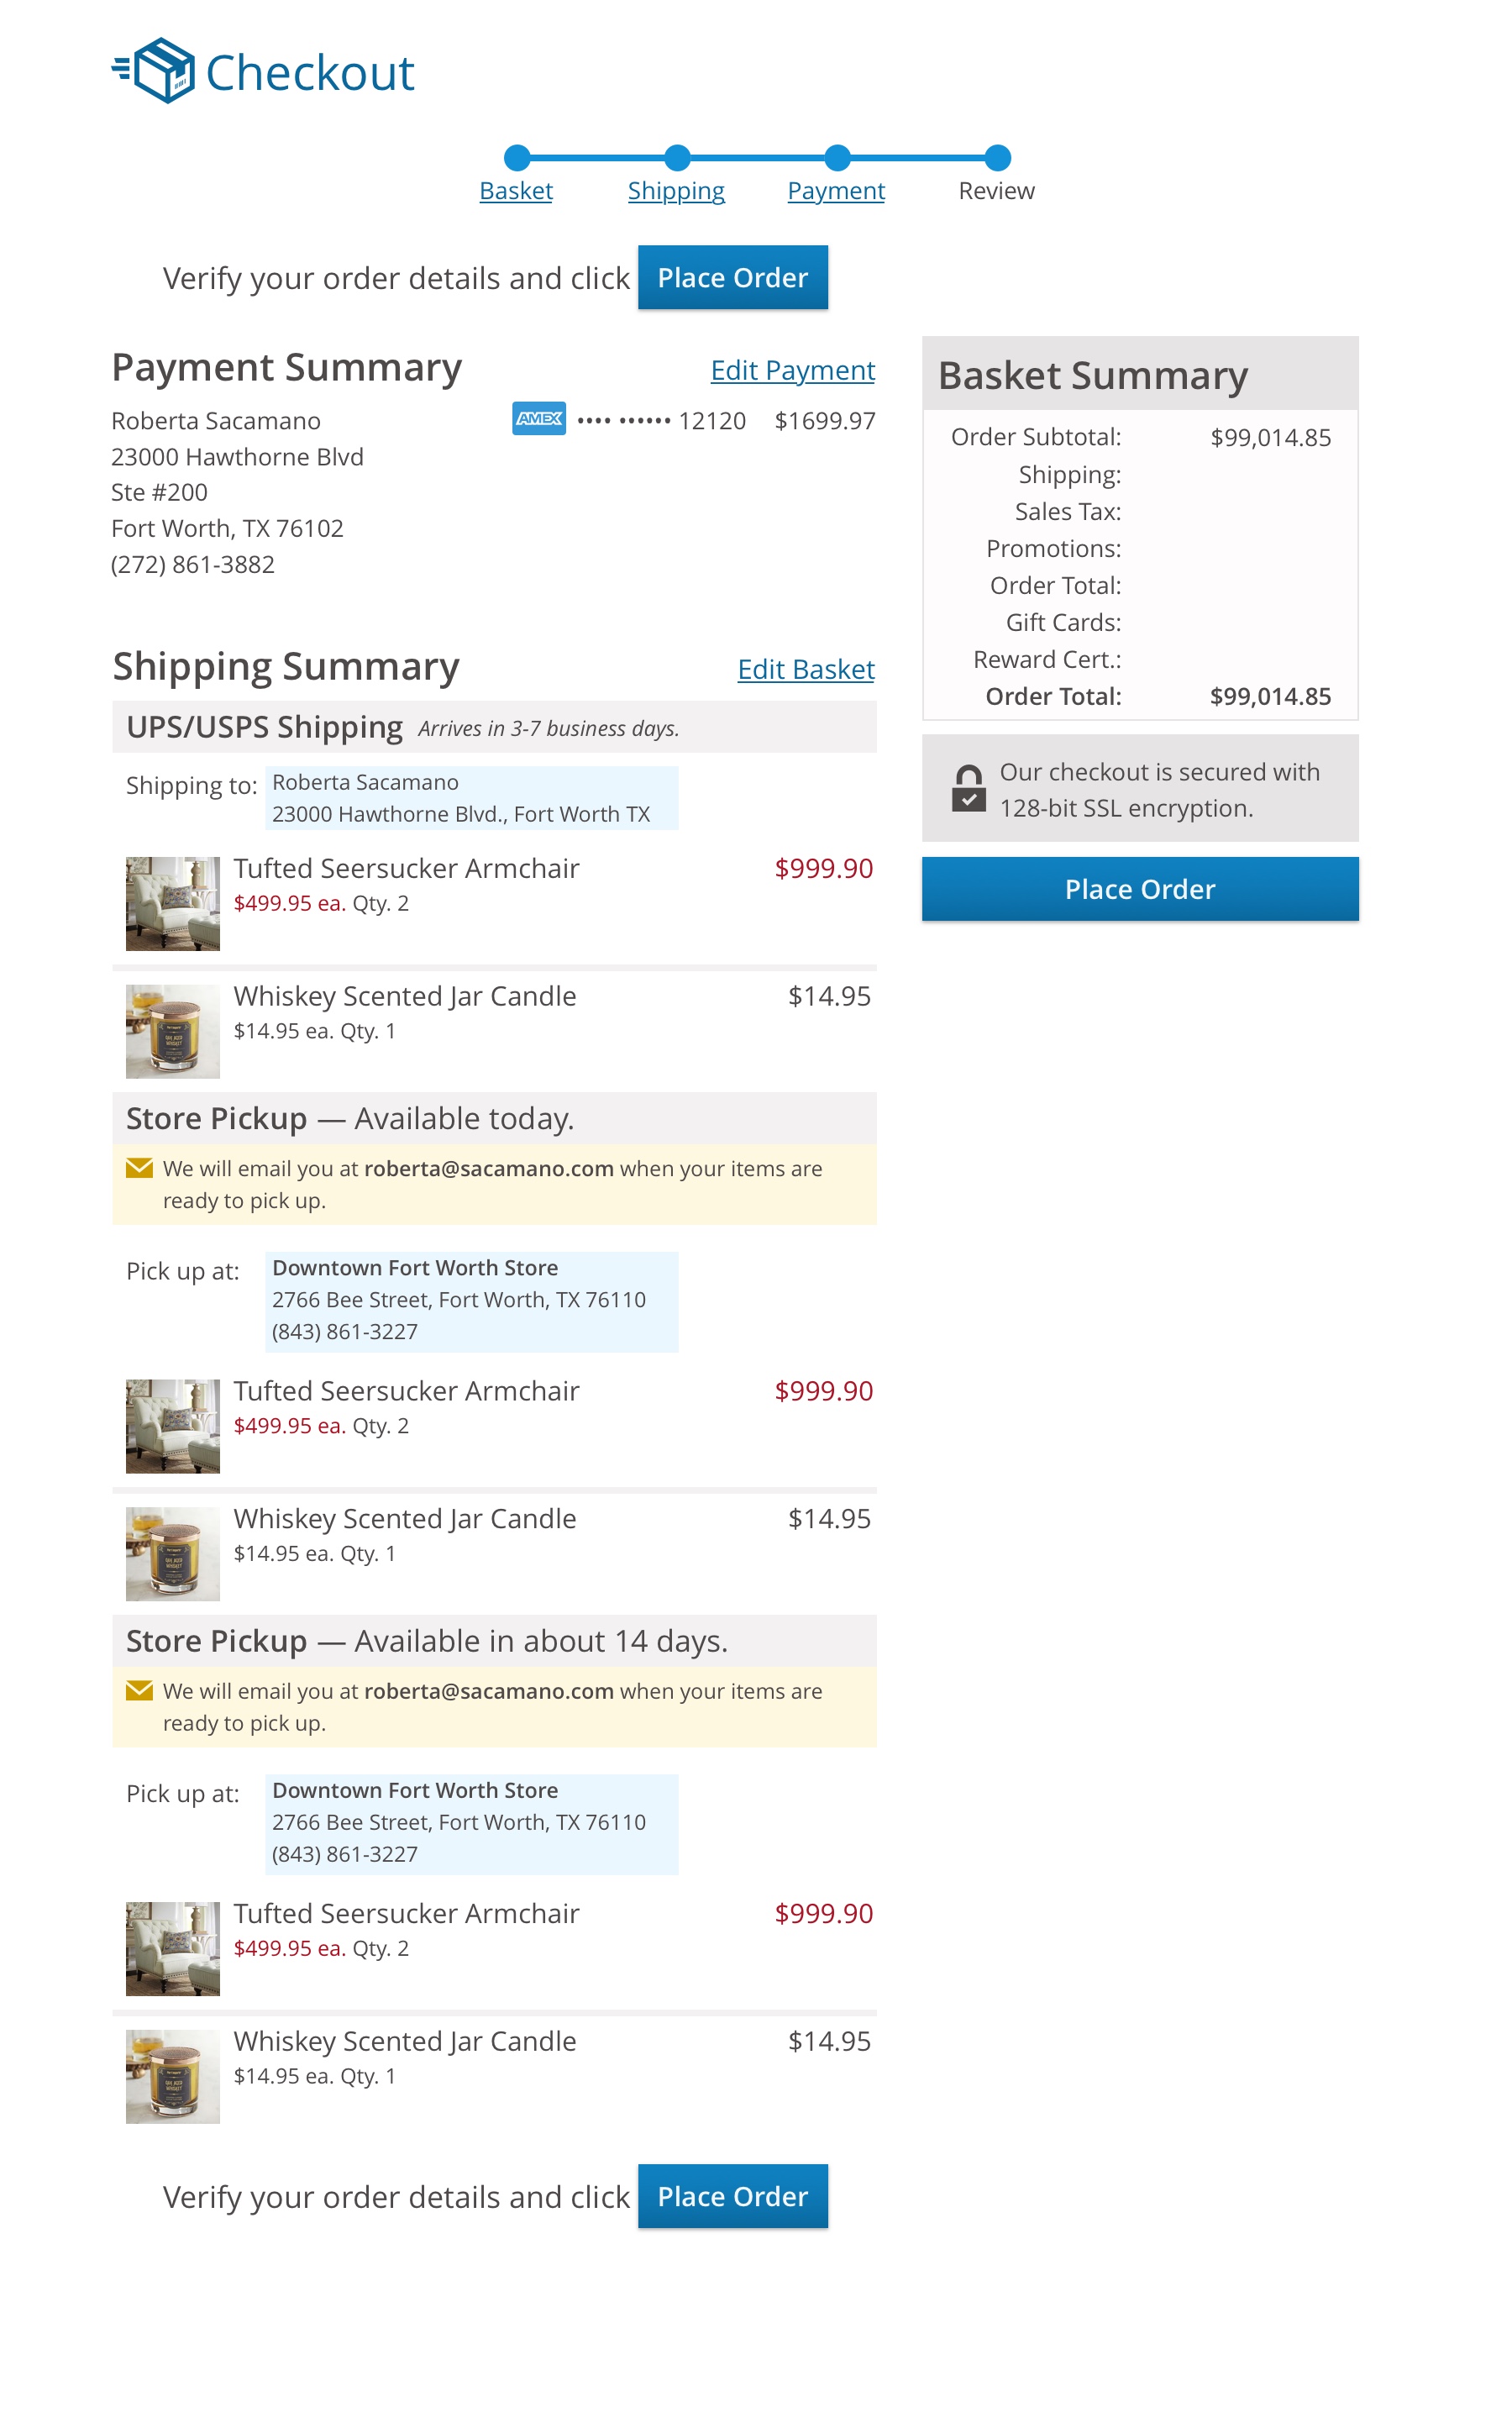 Checkout
Basket
Shipping
Payment
Review
Verify your order details and click Place Order
Payment Summary
Edit Payment
Roberta Sacamano
23000 Hawthorne Blvd
Ste #200
Fort Worth, TX 76102
(272) 861-3882
AMEX •••• •••••• 12120 $1699.97
Basket Summary
Order Subtotal: $99,014.85
Shipping:
Sales Tax:
Promotions:
Order Total:
Gift Cards:
Reward Cert.:
Order Total: $99,014.85
Our checkout is secured with
128-bit SSL encryption.
Place Order
Shipping Summary
Edit Basket
UPS/USPS Shipping Arrives in 3-7 business days.
Shipping to:
Roberta Sacamano
23000 Hawthorne Blvd., Fort Worth TX
Tufted Seersucker Armchair $999.90
$499.95 ea. Qty. 2
Whiskey Scented Jar Candle $14.95
$14.95 ea. Qty. 1
Store Pickup — Available today.
We will email you at roberta@sacamano.com when your items are
ready to pick up.
Pick up at:
Downtown Fort Worth Store
2766 Bee Street, Fort Worth, TX 76110
(843) 861-3227
Tufted Seersucker Armchair $999.90
$499.95 ea. Qty. 2
Whiskey Scented Jar Candle $14.95
$14.95 ea. Qty. 1
Store Pickup — Available in about 14 days.
We will email you at roberta@sacamano.com when your items are
ready to pick up.
Pick up at:
Downtown Fort Worth Store
2766 Bee Street, Fort Worth, TX 76110
(843) 861-3227
Tufted Seersucker Armchair $999.90
$499.95 ea. Qty. 2
Whiskey Scented Jar Candle $14.95
$14.95 ea. Qty. 1
Verify your order details and click Place Order